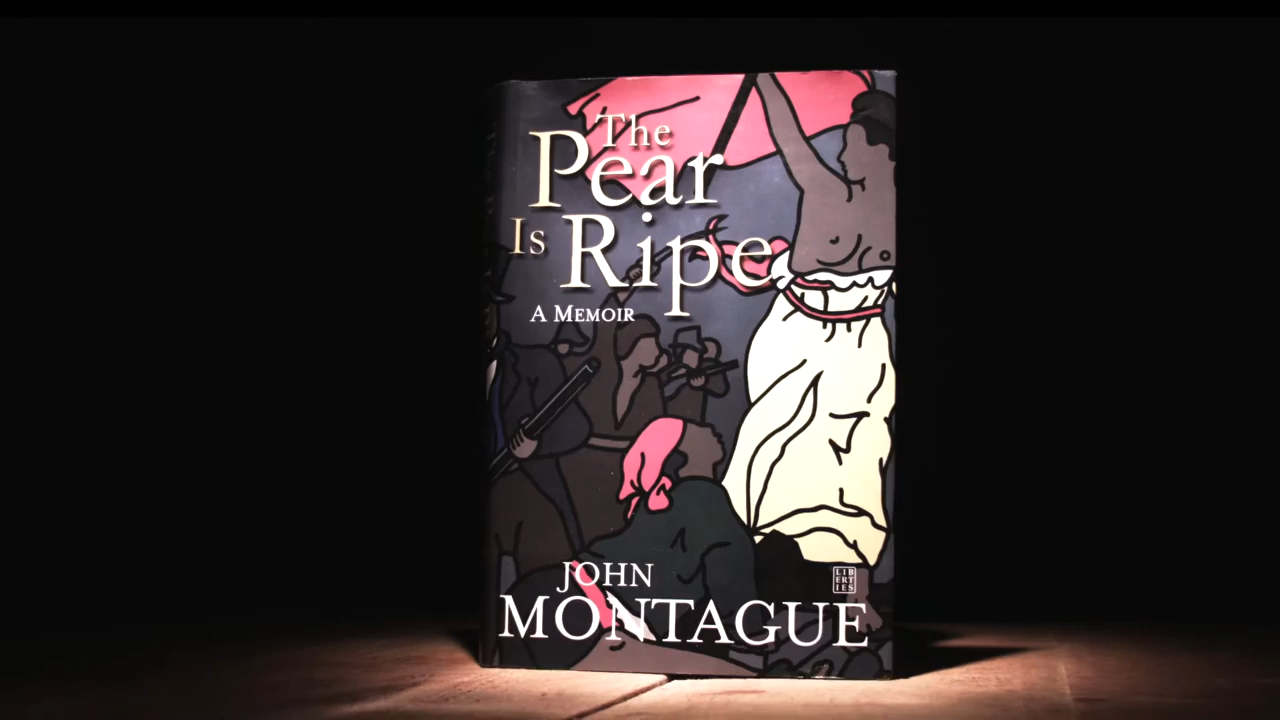 The
Pear
Is Ripe
A MEMOIR
JOHN
MONTAGUE
LIB
ERT
IES